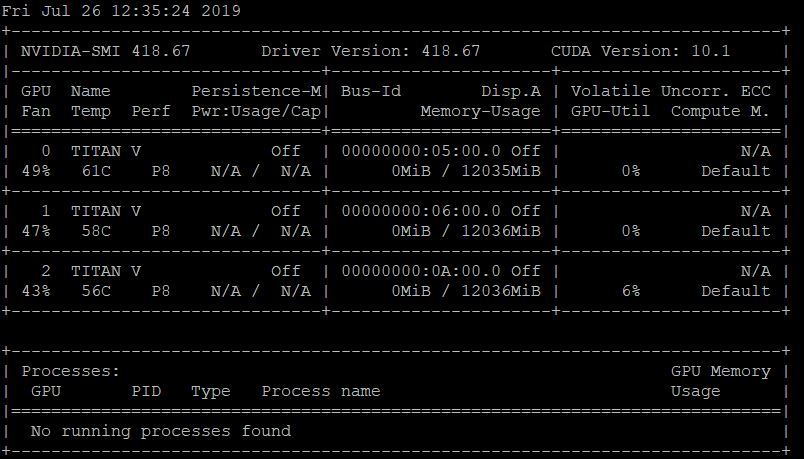 Fri Jul 26 12:35:24 2019
+-----------------------------------------------------------------------------+
| NVIDIA-SMI 418.67       Driver Version: 418.67       CUDA Version: 10.1     |
|-------------------------------+----------------------+----------------------+
| GPU  Name        Persistence-M| Bus-Id        Disp.A | Volatile Uncorr. ECC |
| Fan  Temp  Perf  Pwr:Usage/Cap|         Memory-Usage | GPU-Util  Compute M. |
|===============================+======================+======================|
|   0  TITAN V             Off  | 00000000:05:00.0 Off |                  N/A |
| 49%   61C    P8    N/A /  N/A |      0MiB / 12035MiB |      0%      Default |
+-------------------------------+----------------------+----------------------+
|   1  TITAN V             Off  | 00000000:06:00.0 Off |                  N/A |
| 47%   58C    P8    N/A /  N/A |      0MiB / 12036MiB |      0%      Default |
+-------------------------------+----------------------+----------------------+
|   2  TITAN V             Off  | 00000000:0A:00.0 Off |                  N/A |
| 43%   56C    P8    N/A /  N/A |      0MiB / 12036MiB |      6%      Default |
+-------------------------------+----------------------+----------------------+

+-----------------------------------------------------------------------------+
| Processes:                                                       GPU Memory |
|  GPU       PID   Type   Process name                             Usage      |
|=============================================================================|
|  No running processes found                                                 |
+-----------------------------------------------------------------------------+